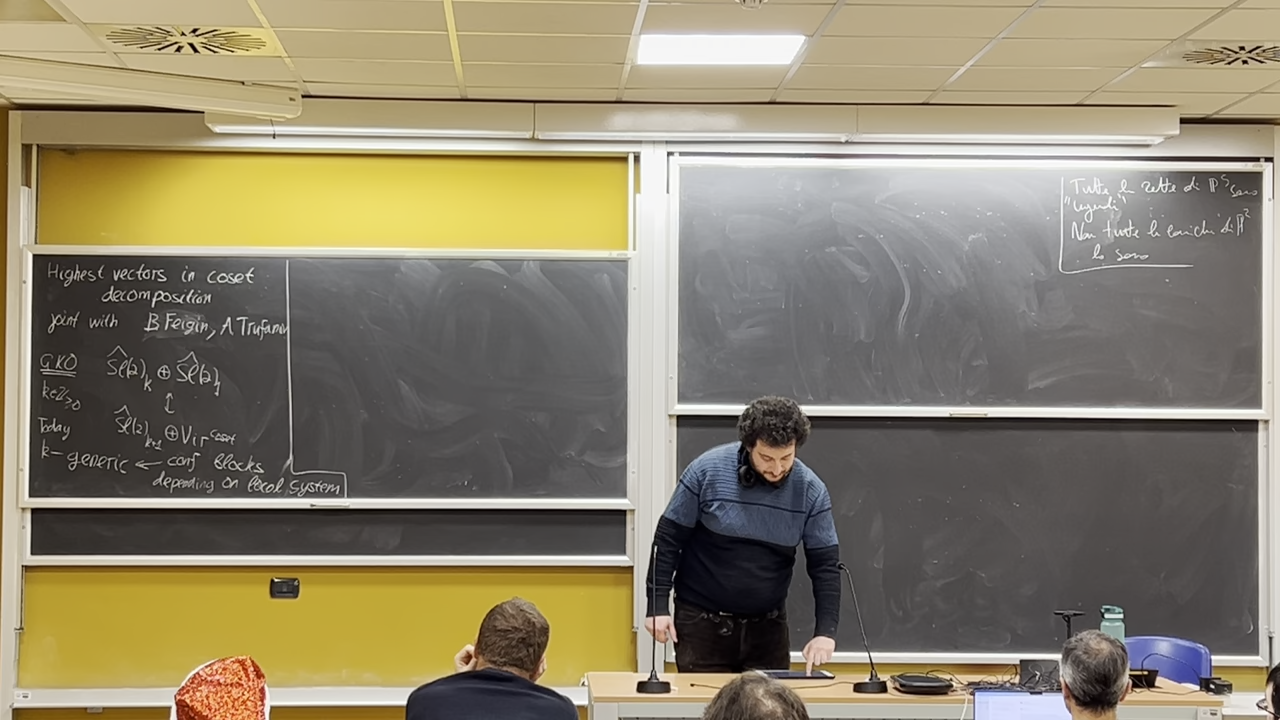 Highest vectors in coset
decomposition
joint with B Feigin, A Trufanov
GKO ŝl(2)ₖ ⊕ ŝl(2)₁
k∈ℤ≥0 ↕
Today ŝl(2)ₖ₊₁ ⊕ Vir^coset
k - generic ← conf blocks
depending on local system
Tutte le rette di ℙ⁵ sono
"uguali"
Non tutte le coniche di ℙ²
lo sono